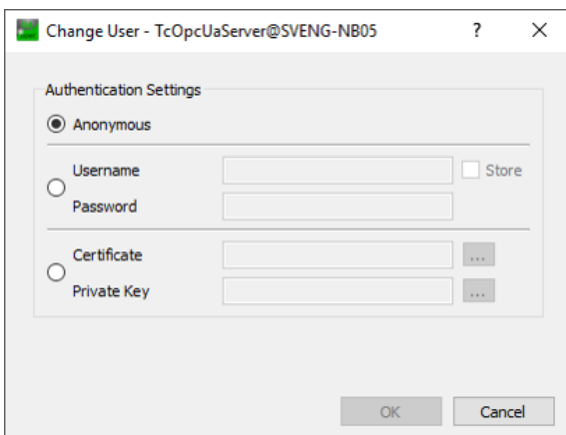 Change User - TcOpcUaServer@SVENG-NB05 ?
Authentication Settings
Anonymous
Username Store
Password
Certificate ...
Private Key ...
OK Cancel